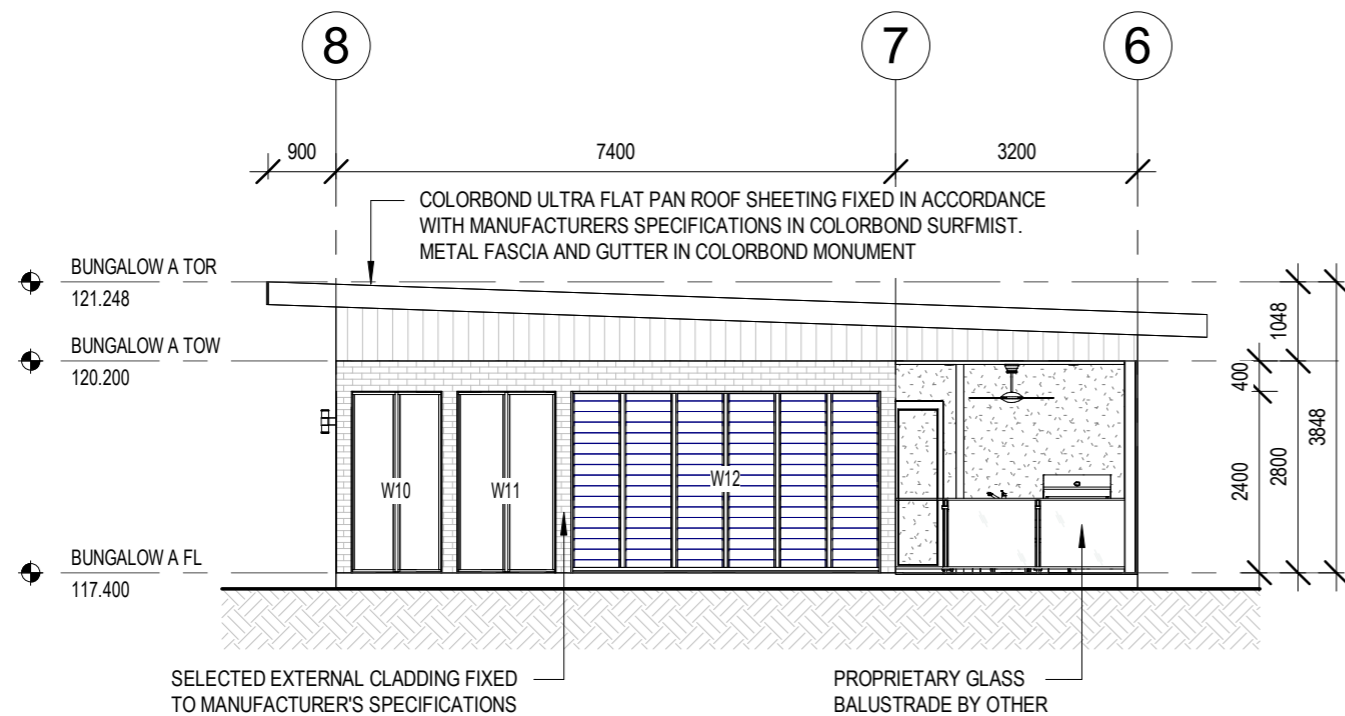 8
7
6
900
7400
3200
COLORBOND ULTRA FLAT PAN ROOF SHEETING FIXED IN ACCORDANCE
WITH MANUFACTURERS SPECIFICATIONS IN COLORBOND SURFMIST.
METAL FASCIA AND GUTTER IN COLORBOND MONUMENT
BUNGALOW A TOR
121.248
BUNGALOW A TOW
120.200
1048
400
3848
2400
2800
W10
W11
W12
BUNGALOW A FL
117.400
SELECTED EXTERNAL CLADDING FIXED
TO MANUFACTURER'S SPECIFICATIONS
PROPRIETARY GLASS
BALUSTRADE BY OTHER